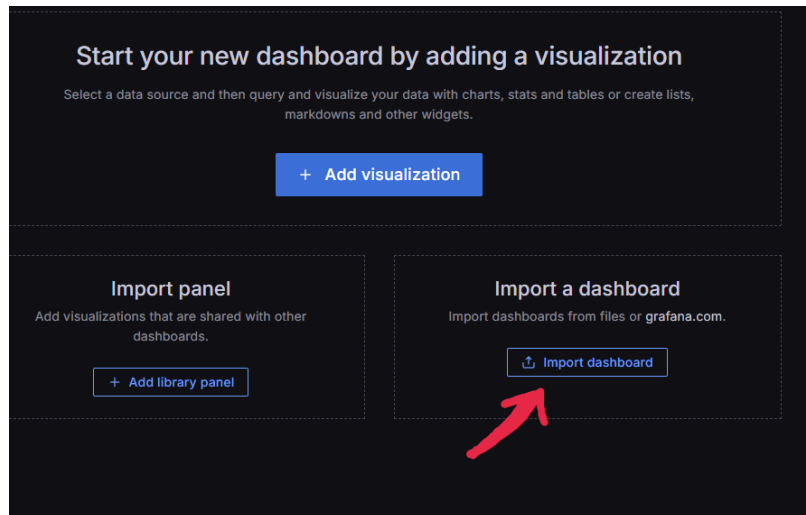 Start your new dashboard by adding a visualization
Select a data source and then query and visualize your data with charts, stats and tables or create lists,
markdowns and other widgets.
+ Add visualization
Import panel
Add visualizations that are shared with other
dashboards.
+ Add library panel
Import a dashboard
Import dashboards from files or grafana.com.
Import dashboard